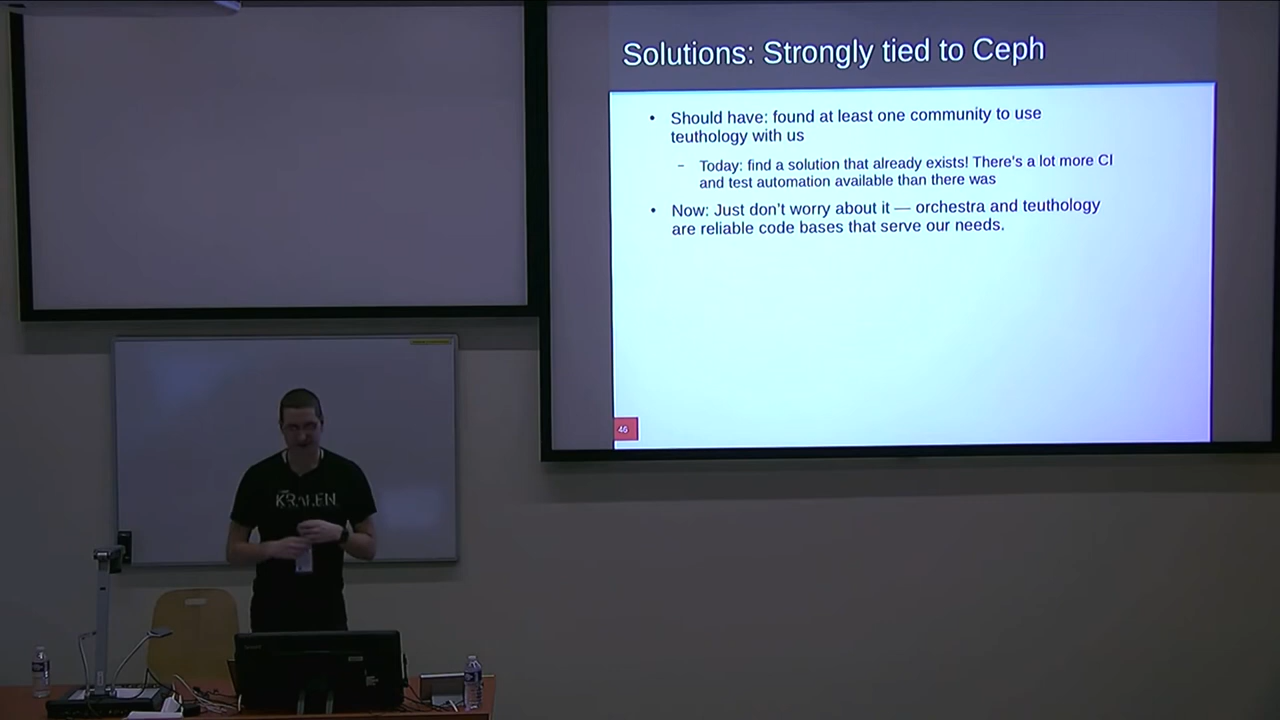 Solutions: Strongly tied to Ceph
• Should have: found at least one community to use
teuthology with us
– Today: find a solution that already exists! There's a lot more CI
and test automation available than there was
• Now: Just don't worry about it — orchestra and teuthology
are reliable code bases that serve our needs.
46
KRAKEN